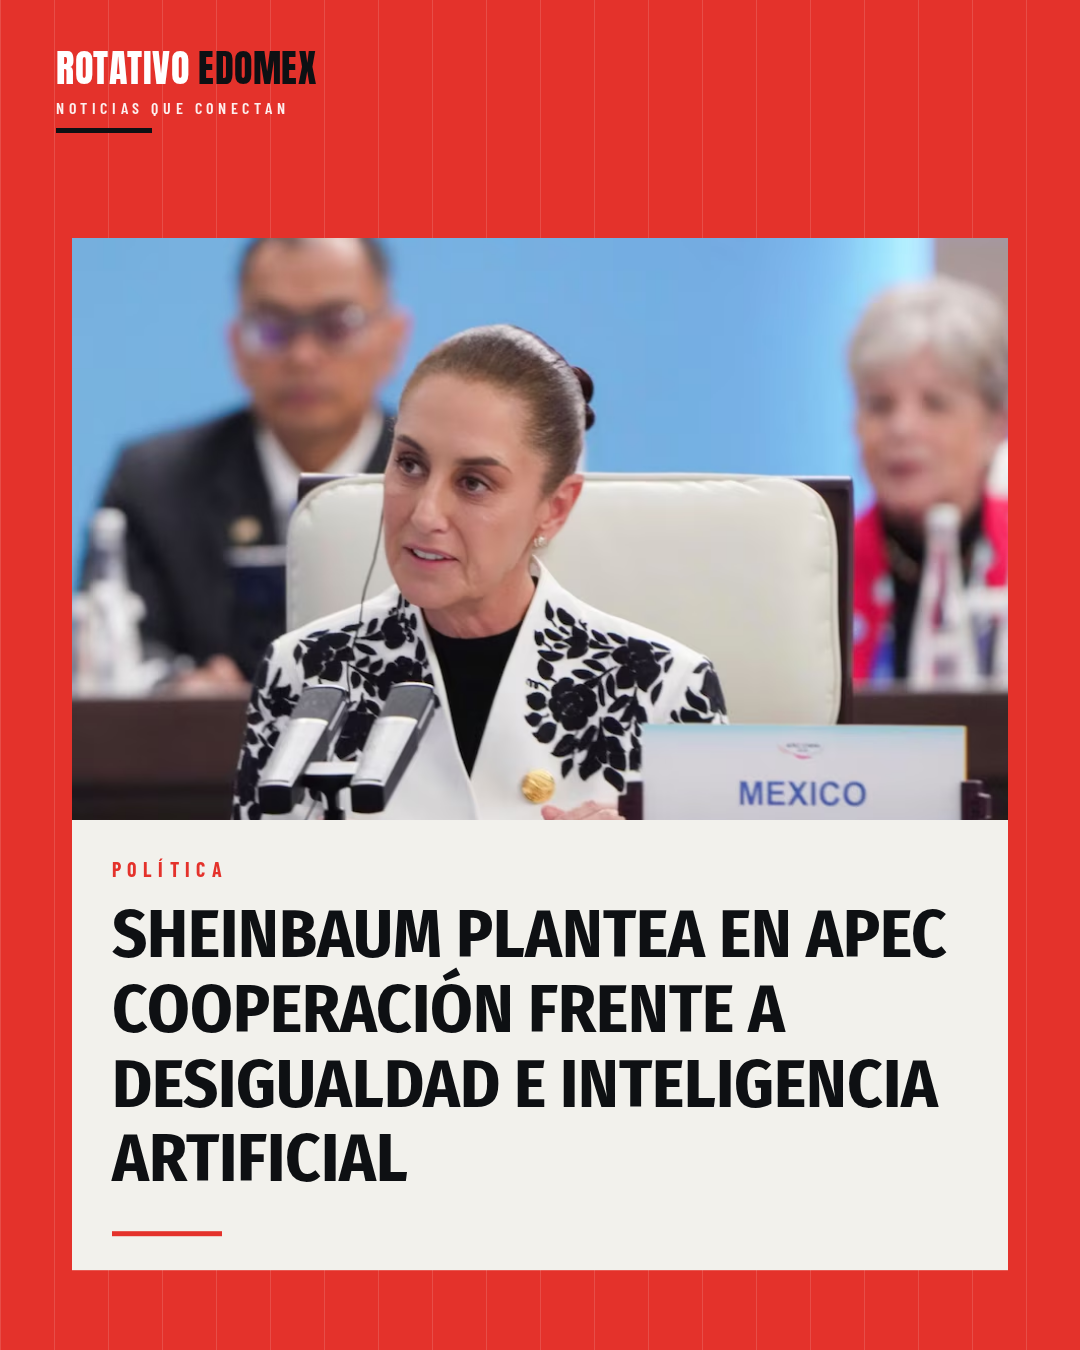 ROTATIVO EDOMEX
NOTICIAS QUE CONECTAN
MEXICO
POLÍTICA
SHEINBAUM PLANTEA EN APEC
COOPERACIÓN FRENTE A
DESIGUALDAD E INTELIGENCIA
ARTIFICIAL